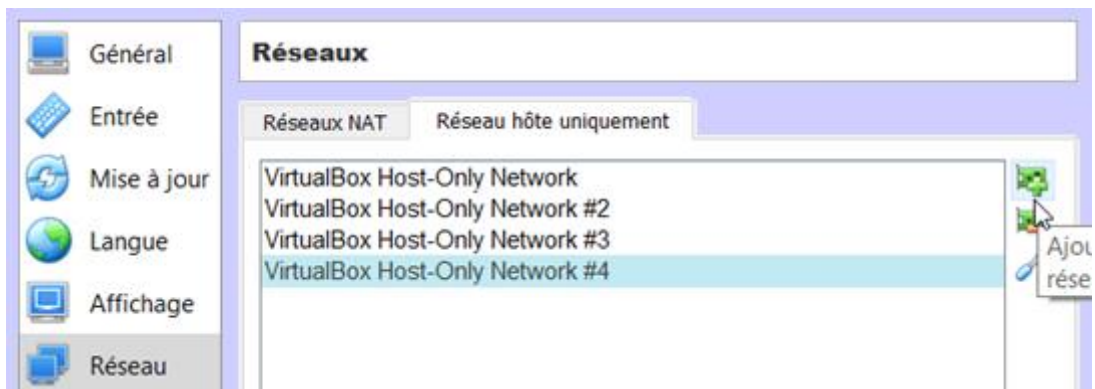 Général
Entrée
Mise à jour
Langue
Affichage
Réseau
Réseaux
Réseaux NAT
Réseau hôte uniquement
VirtualBox Host-Only Network
VirtualBox Host-Only Network #2
VirtualBox Host-Only Network #3
VirtualBox Host-Only Network #4
Ajou
rése